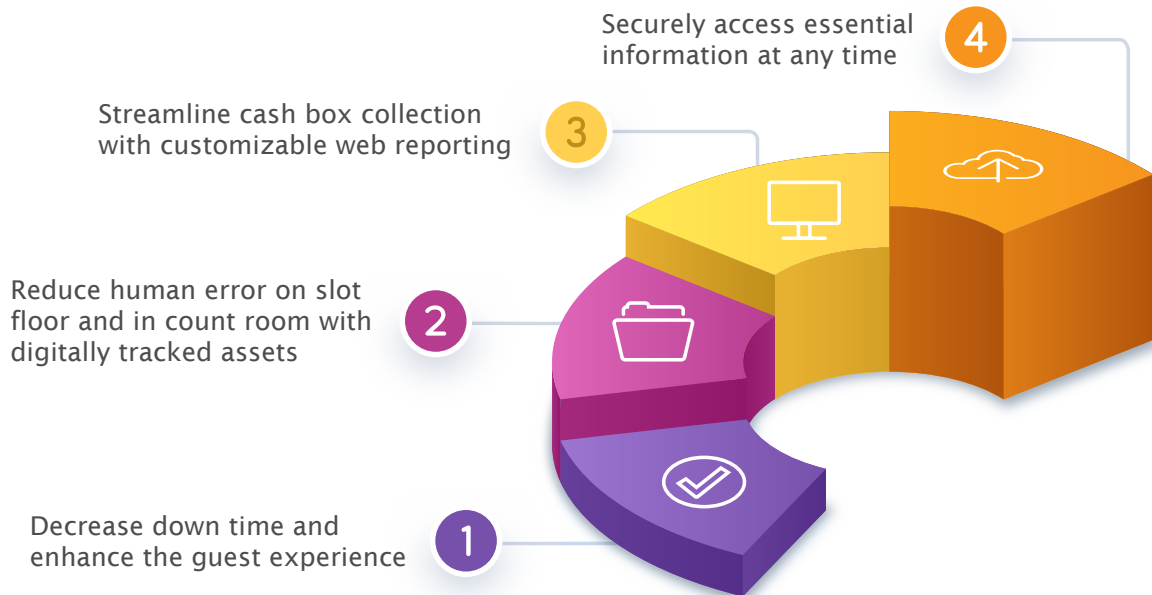 Securely access essential
information at any time
4
Streamline cash box collection
with customizable web reporting
3
Reduce human error on slot
floor and in count room with
digitally tracked assets
2
Decrease down time and
enhance the guest experience
1